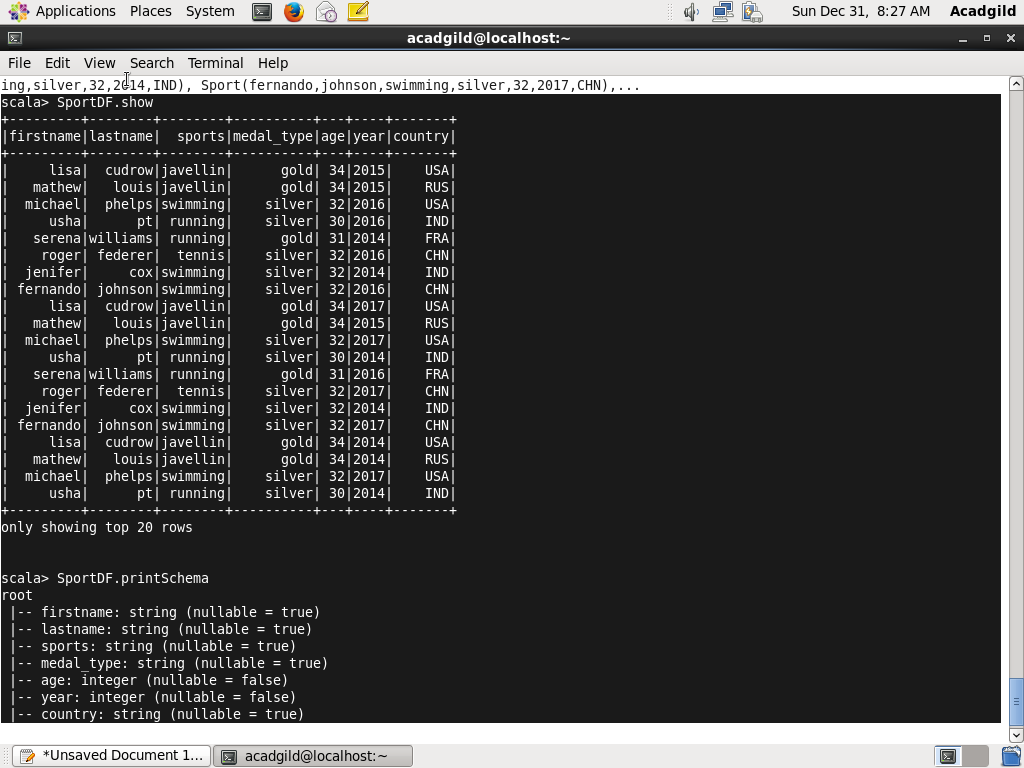 Applications Places System Sun Dec 31, 8:27 AM Acadgild
acadgild@localhost:~
File Edit View Search Terminal Help
ing,silver,32,2014,IND), Sport(fernando,johnson,swimming,silver,32,2017,CHN),...
scala> SportDF.show
+---------+--------+--------+----------+---+----+-------+
|firstname|lastname|  sports|medal_type|age|year|country|
+---------+--------+--------+----------+---+----+-------+
|     lisa|  cudrow|javellin|      gold| 34|2015|    USA|
|   mathew|   louis|javellin|      gold| 34|2015|    RUS|
|  michael|  phelps|swimming|    silver| 32|2016|    USA|
|     usha|      pt| running|    silver| 30|2016|    IND|
|   serena|williams| running|      gold| 31|2014|    FRA|
|    roger| federer|  tennis|    silver| 32|2016|    CHN|
|  jenifer|     cox|swimming|    silver| 32|2014|    IND|
| fernando| johnson|swimming|    silver| 32|2016|    CHN|
|     lisa|  cudrow|javellin|      gold| 34|2017|    USA|
|   mathew|   louis|javellin|      gold| 34|2015|    RUS|
|  michael|  phelps|swimming|    silver| 32|2017|    USA|
|     usha|      pt| running|    silver| 30|2014|    IND|
|   serena|williams| running|      gold| 31|2016|    FRA|
|    roger| federer|  tennis|    silver| 32|2017|    CHN|
|  jenifer|     cox|swimming|    silver| 32|2014|    IND|
| fernando| johnson|swimming|    silver| 32|2017|    CHN|
|     lisa|  cudrow|javellin|      gold| 34|2014|    USA|
|   mathew|   louis|javellin|      gold| 34|2014|    RUS|
|  michael|  phelps|swimming|    silver| 32|2017|    USA|
|     usha|      pt| running|    silver| 30|2014|    IND|
+---------+--------+--------+----------+---+----+-------+
only showing top 20 rows
scala> SportDF.printSchema
root
 |-- firstname: string (nullable = true)
 |-- lastname: string (nullable = true)
 |-- sports: string (nullable = true)
 |-- medal_type: string (nullable = true)
 |-- age: integer (nullable = false)
 |-- year: integer (nullable = false)
 |-- country: string (nullable = true)
*Unsaved Document 1... acadgild@localhost:~